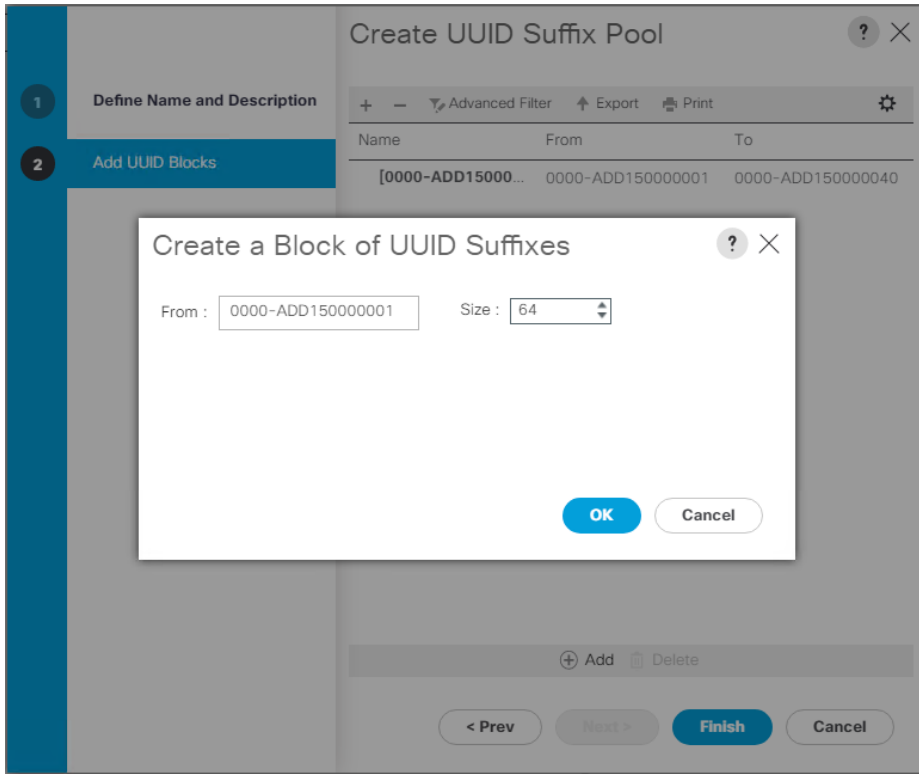 Create UUID Suffix Pool ?
1 Define Name and Description
2 Add UUID Blocks
+ − Advanced Filter Export Print
Name From To
[0000-ADD15000... 0000-ADD150000001 0000-ADD150000040
Create a Block of UUID Suffixes ?
From : 0000-ADD150000001 Size : 64
OK Cancel
Add Delete
< Prev Next > Finish Cancel